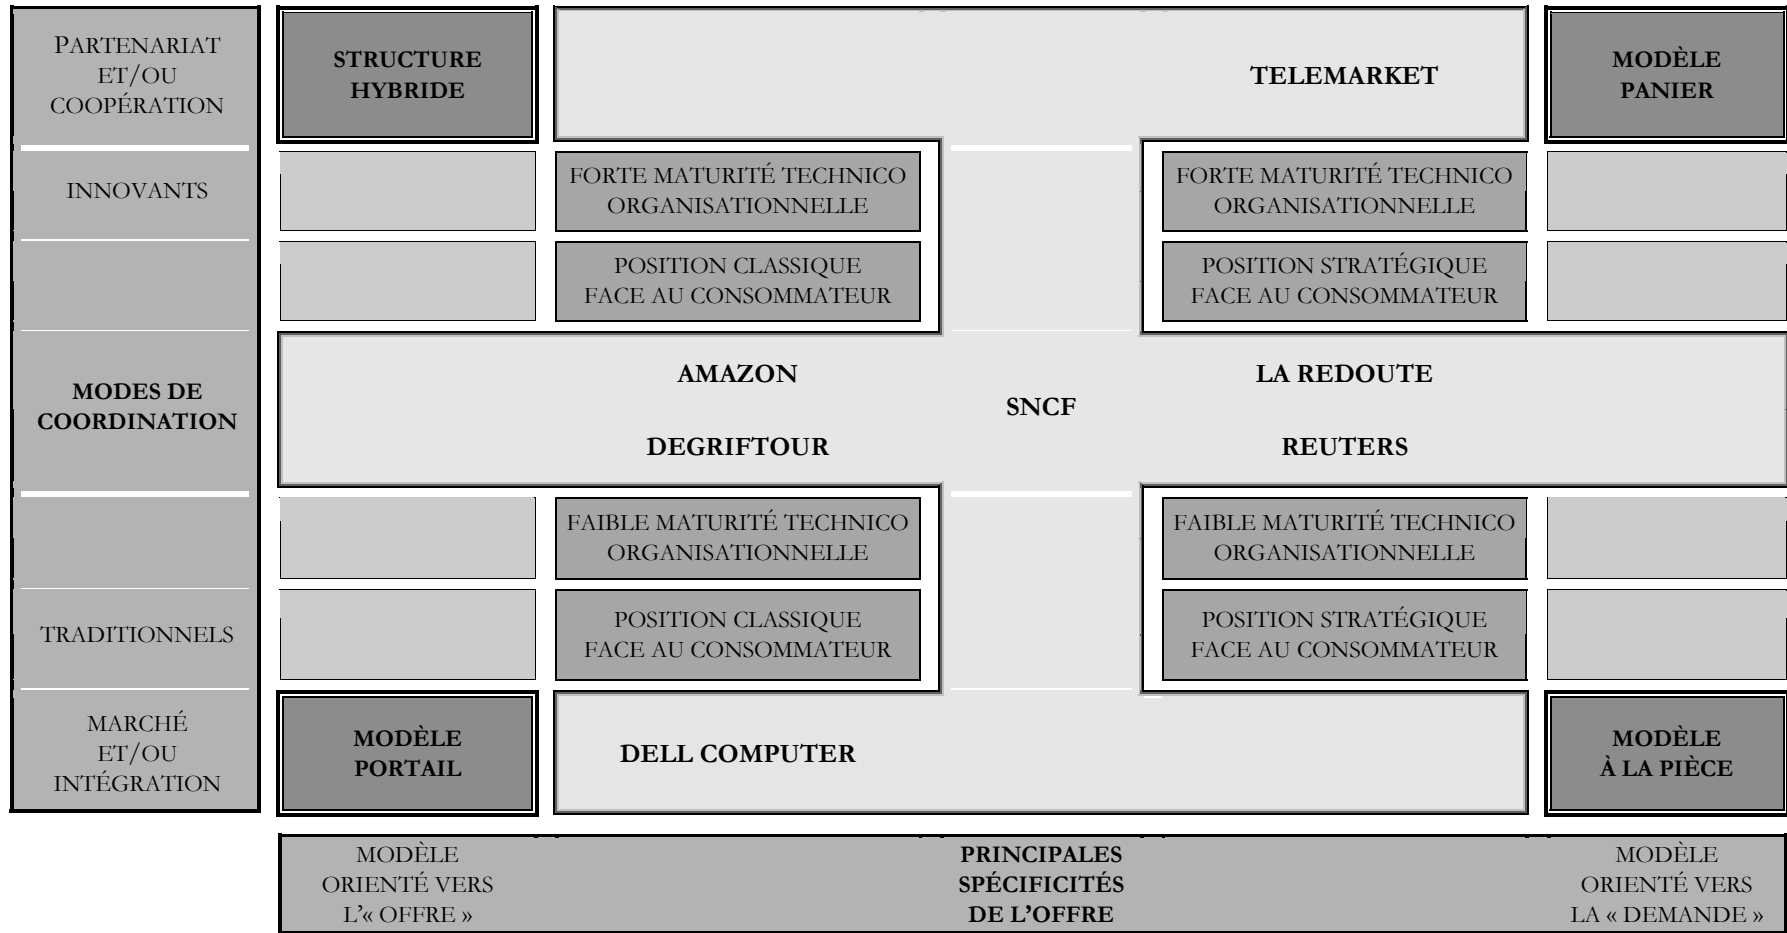 PARTENARIAT
ET/OU
COOPÉRATION
STRUCTURE
HYBRIDE
TELEMARKET
MODÈLE
PANIER
INNOVANTS
FORTE MATURITÉ TECHNICO
ORGANISATIONNELLE
FORTE MATURITÉ TECHNICO
ORGANISATIONNELLE
POSITION CLASSIQUE
FACE AU CONSOMMATEUR
POSITION STRATÉGIQUE
FACE AU CONSOMMATEUR
MODES DE
COORDINATION
AMAZON
DEGRIFTOUR
SNCF
LA REDOUTE
REUTERS
FAIBLE MATURITÉ TECHNICO
ORGANISATIONNELLE
FAIBLE MATURITÉ TECHNICO
ORGANISATIONNELLE
TRADITIONNELS
POSITION CLASSIQUE
FACE AU CONSOMMATEUR
POSITION STRATÉGIQUE
FACE AU CONSOMMATEUR
MARCHÉ
ET/OU
INTÉGRATION
MODÈLE
PORTAIL
DELL COMPUTER
MODÈLE
À LA PIÈCE
MODÈLE
ORIENTÉ VERS
L'« OFFRE »
PRINCIPALES
SPÉCIFICITÉS
DE L'OFFRE
MODÈLE
ORIENTÉ VERS
LA « DEMANDE »